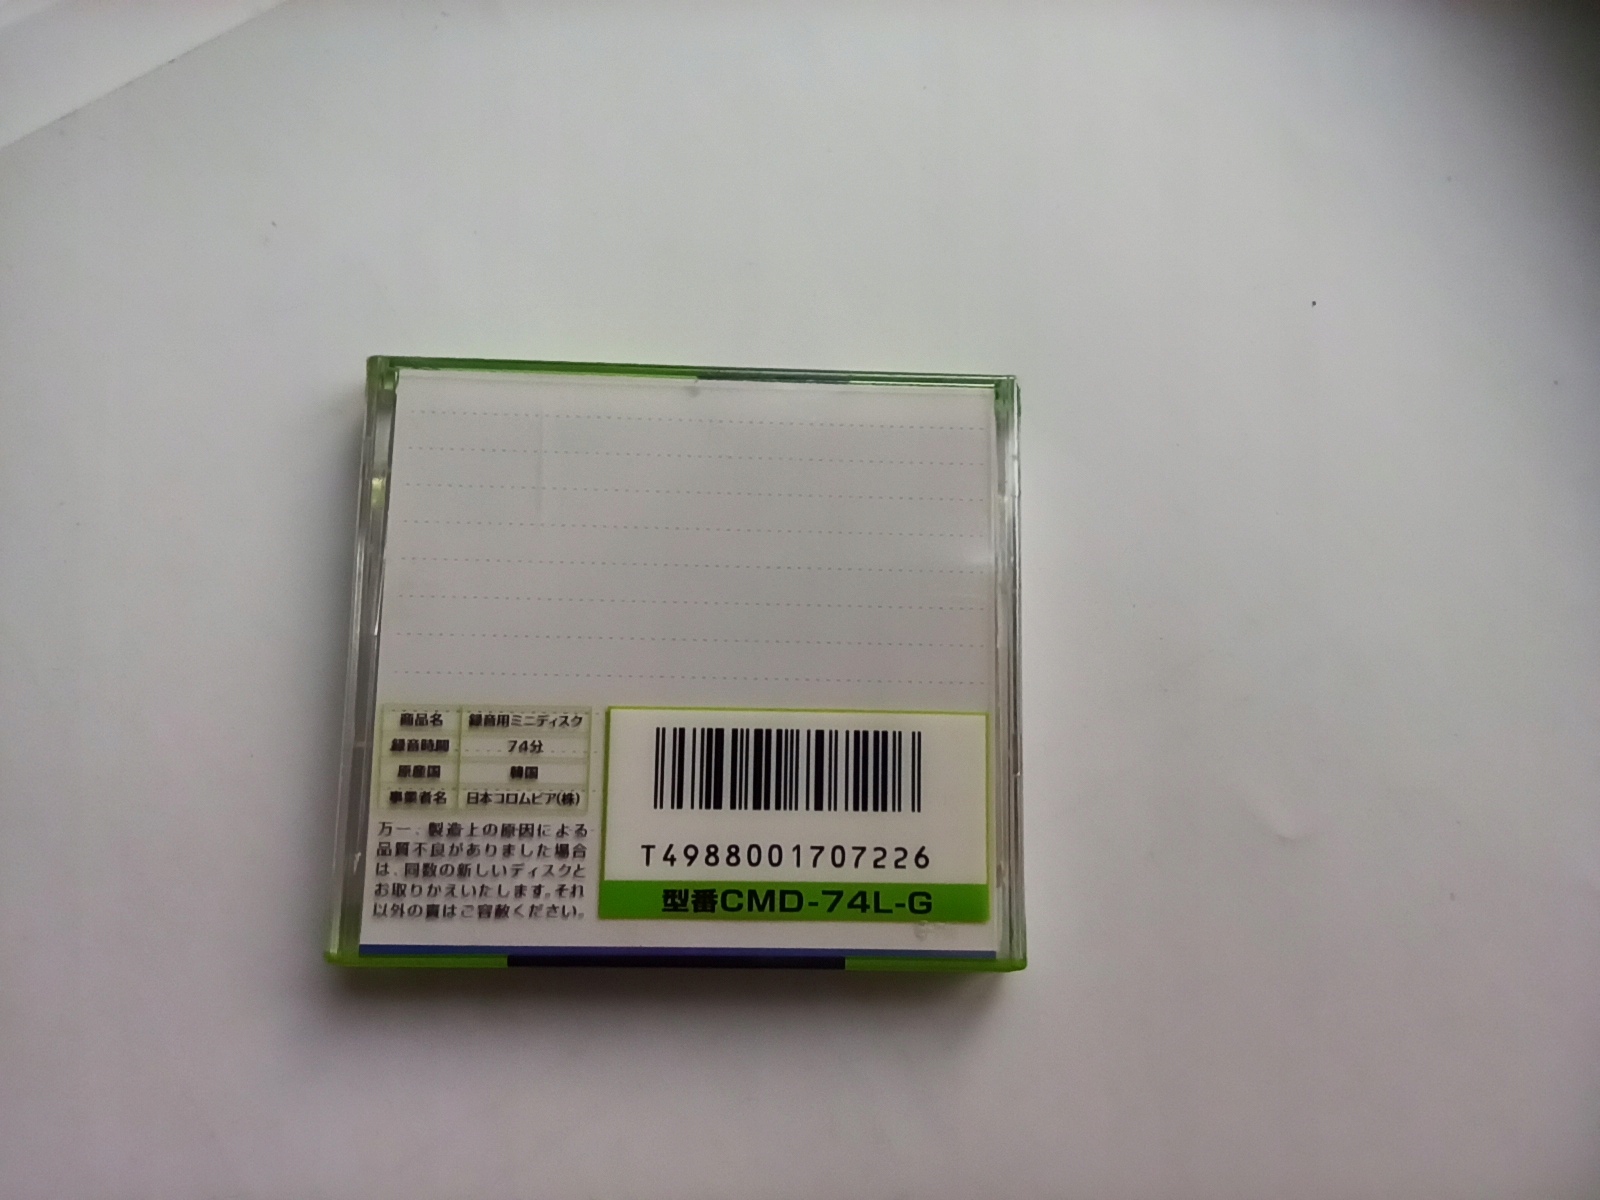 商品名 録音用ミニディスク
録音時間 74分
原産国 韓国
事業者名 日本コロムビア(株)
万一、製造上の原因による
品質不良がありました場合
は、同数の新しいディスクと
お取りかえいたします。それ
以外の責はご容赦ください。
T4988001707226
型番CMD-74L-G